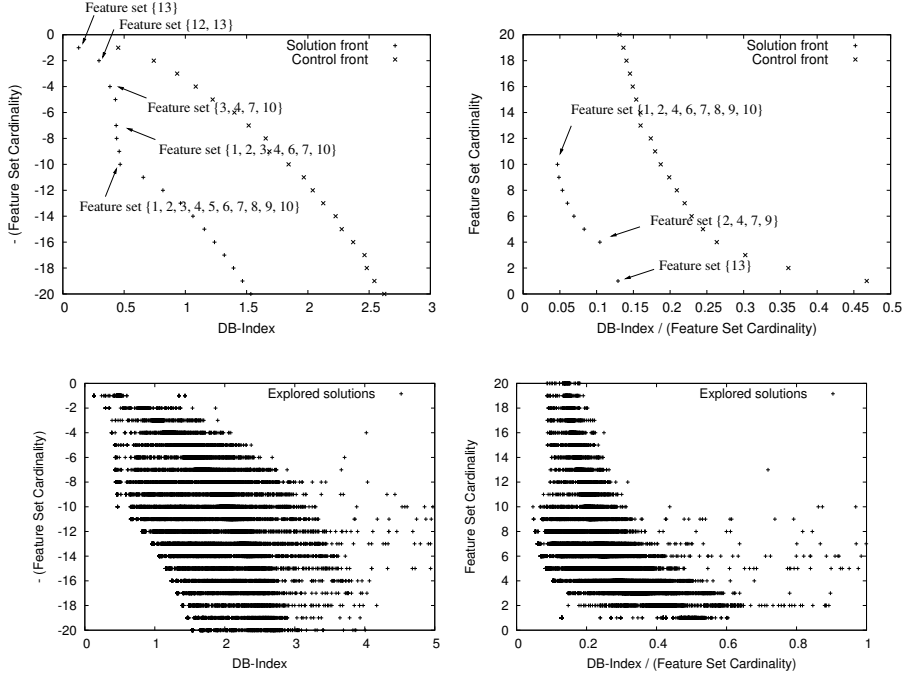 Feature set {13}
Feature set {12, 13}
0
-2
-4
-6
-8
-10
-12
-14
-16
-18
-20
- (Feature Set Cardinality)
Solution front
Control front
Feature set {3, 4, 7, 10}
Feature set {1, 2, 3, 4, 6, 7, 10}
Feature set {1, 2, 3, 4, 5, 6, 7, 8, 9, 10}
0 0.5 1 1.5 2 2.5 3
DB-Index
20
18
16
14
12
10
8
6
4
2
0
Feature Set Cardinality
Solution front
Control front
Feature set {1, 2, 4, 6, 7, 8, 9, 10}
Feature set {2, 4, 7, 9}
Feature set {13}
0 0.05 0.1 0.15 0.2 0.25 0.3 0.35 0.4 0.45 0.5
DB-Index / (Feature Set Cardinality)
0
-2
-4
-6
-8
-10
-12
-14
-16
-18
-20
- (Feature Set Cardinality)
Explored solutions
0 1 2 3 4 5
DB-Index
20
18
16
14
12
10
8
6
4
2
0
Feature Set Cardinality
Explored solutions
0 0.2 0.4 0.6 0.8 1
DB-Index / (Feature Set Cardinality)